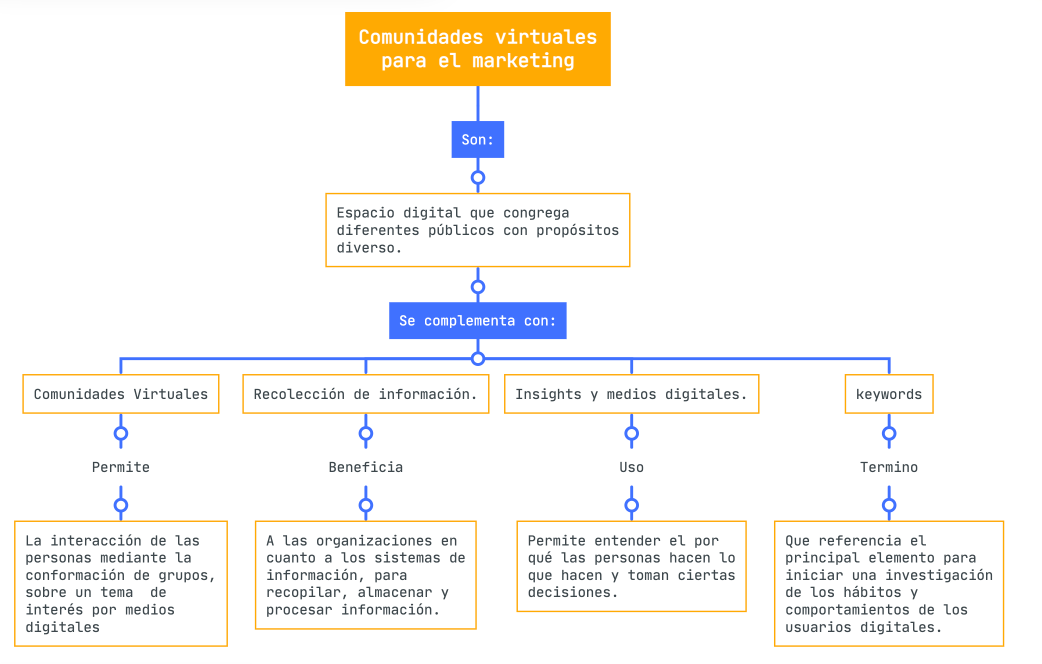 Comunidades virtuales
para el marketing
Son:
Espacio digital que congrega
diferentes públicos con propósitos
diverso.
Se complementa con:
Comunidades Virtuales
Recolección de información.
Insights y medios digitales.
keywords
Permite
Beneficia
Uso
Termino
La interacción de las
personas mediante la
conformación de grupos,
sobre un tema  de
interés por medios
digitales
A las organizaciones en
cuanto a los sistemas de
información, para
recopilar, almacenar y
procesar información.
Permite entender el por
qué las personas hacen lo
que hacen y toman ciertas
decisiones.
Que referencia el
principal elemento para
iniciar una investigación
de los hábitos y
comportamientos de los
usuarios digitales.